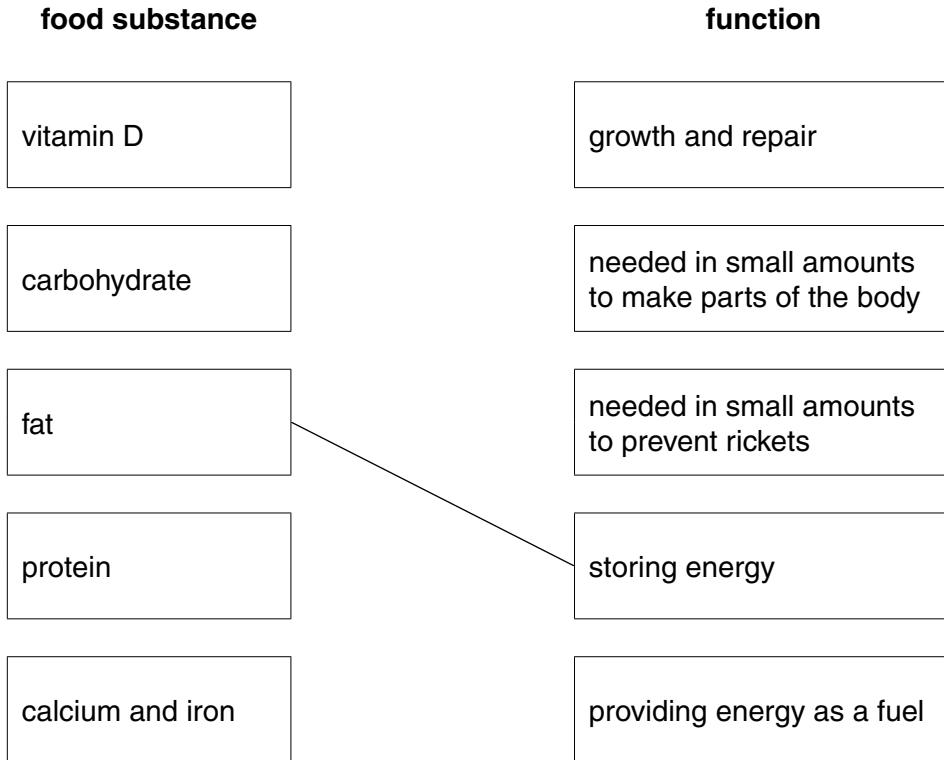 food substance
function
vitamin D
growth and repair
carbohydrate
needed in small amounts
to make parts of the body
fat
needed in small amounts
to prevent rickets
protein
storing energy
calcium and iron
providing energy as a fuel